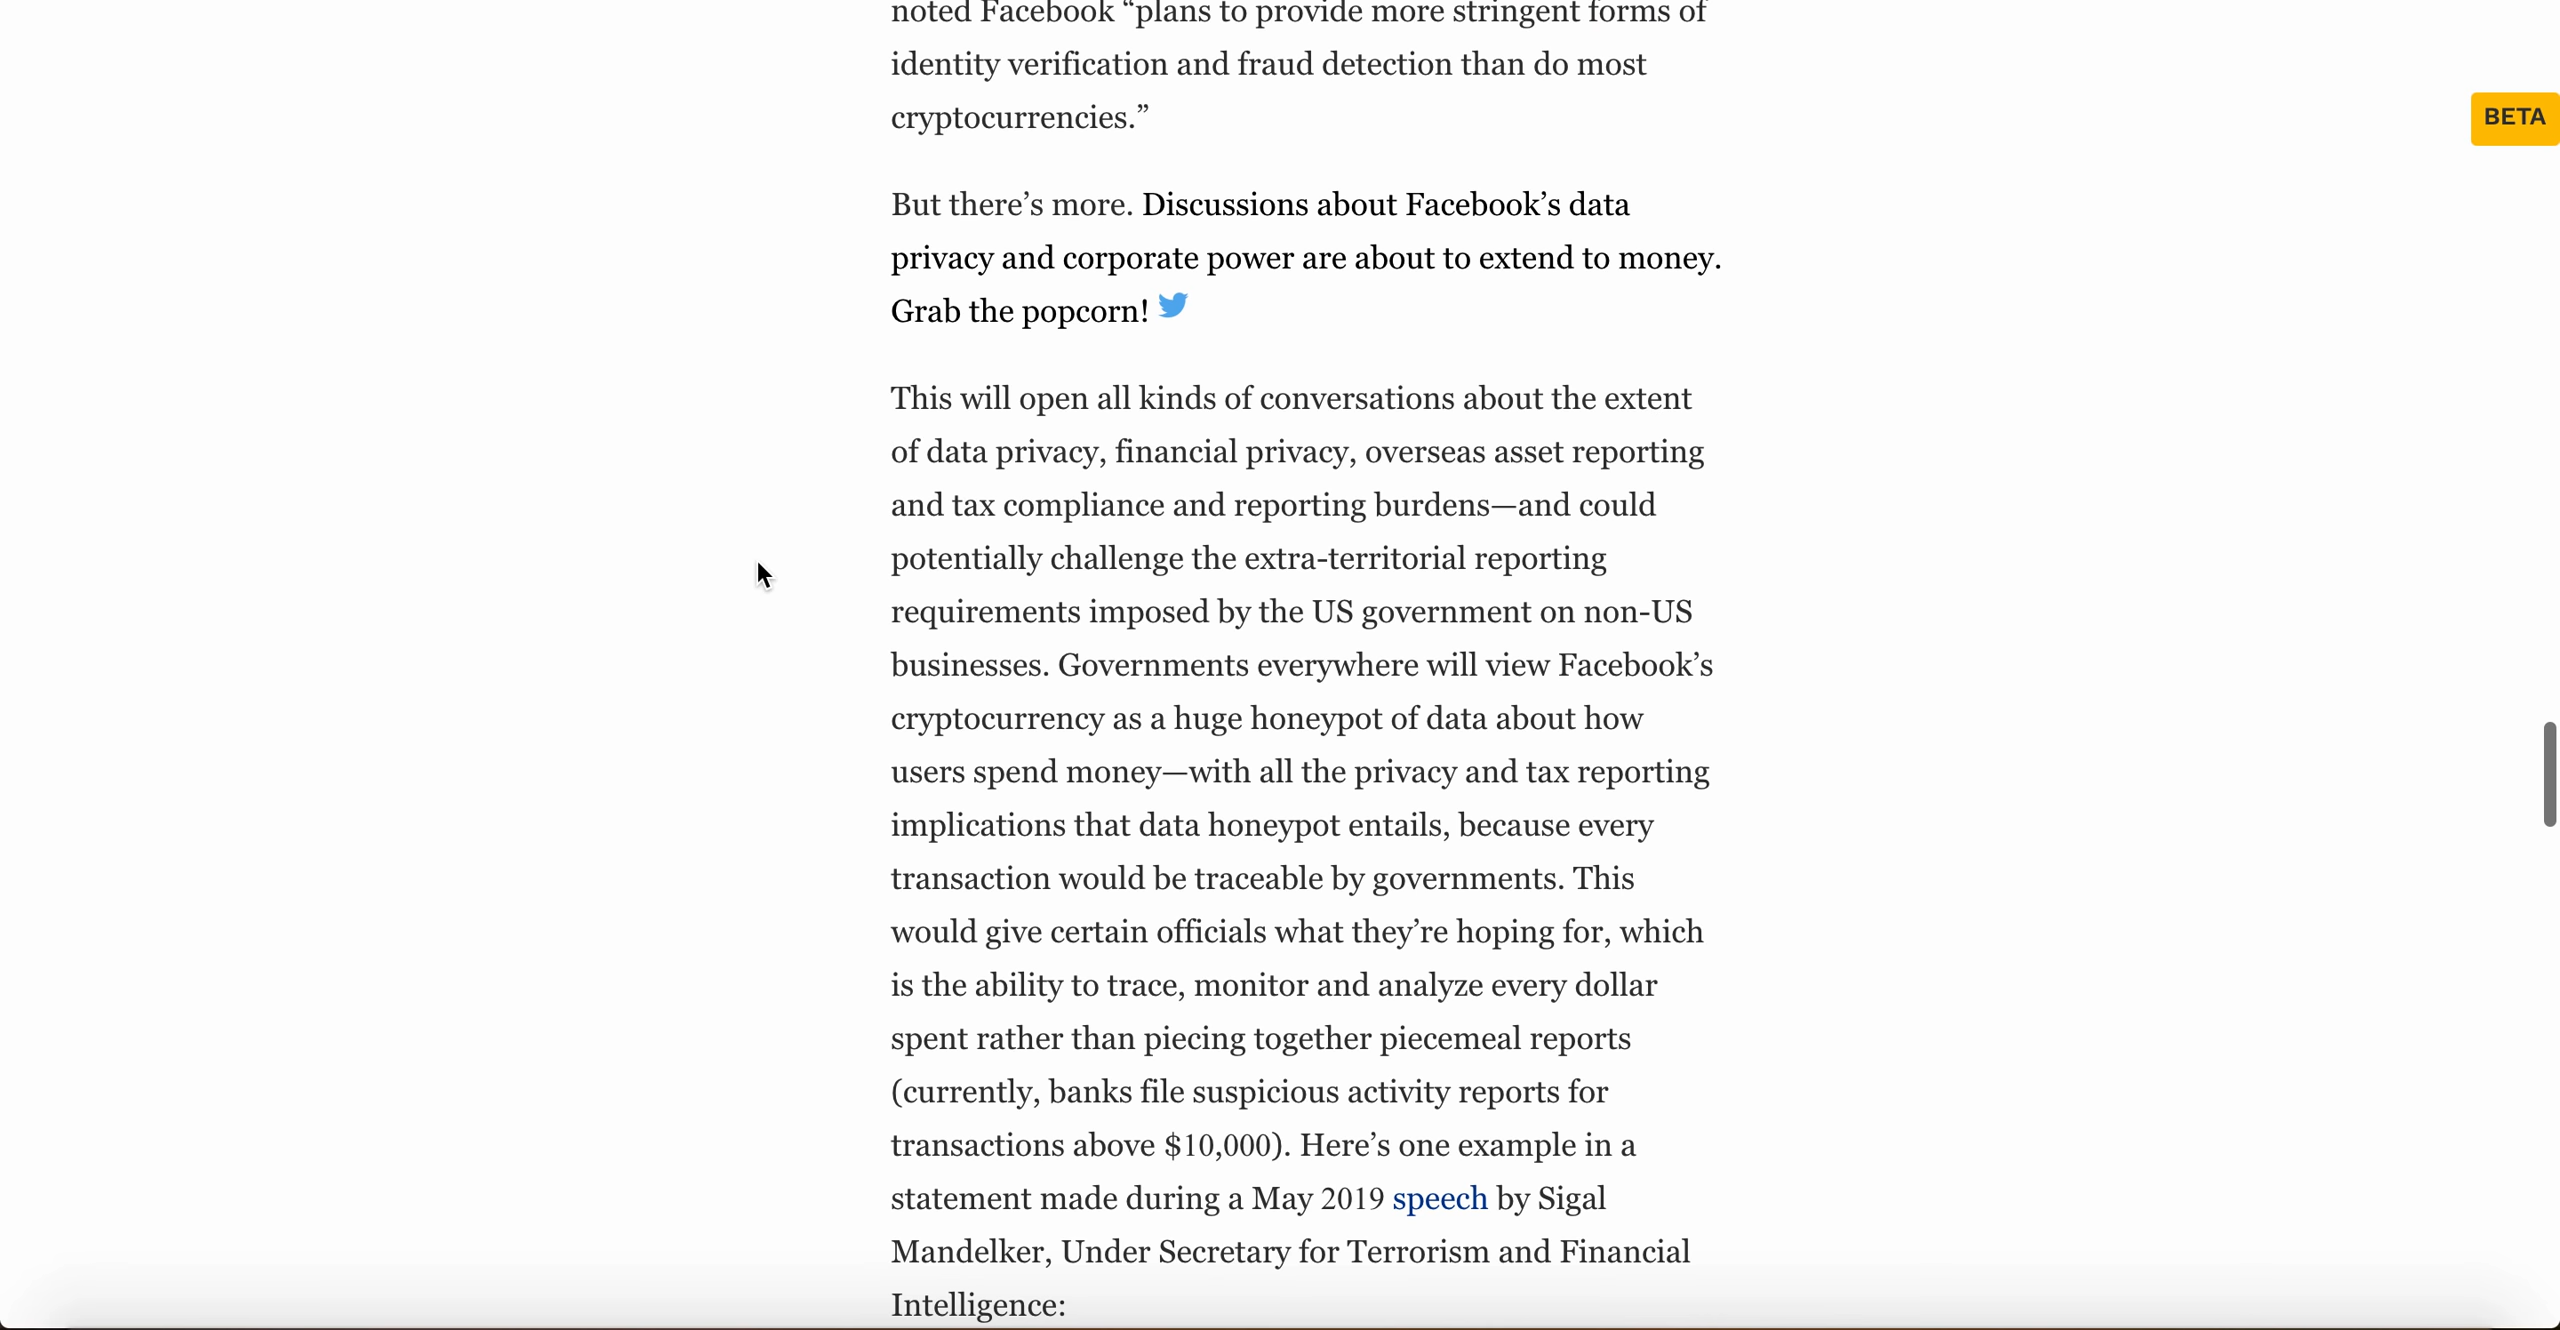 noted Facebook “plans to provide more stringent forms of
identity verification and fraud detection than do most
cryptocurrencies.”
BETA
But there’s more. Discussions about Facebook’s data
privacy and corporate power are about to extend to money.
Grab the popcorn!
This will open all kinds of conversations about the extent
of data privacy, financial privacy, overseas asset reporting
and tax compliance and reporting burdens—and could
potentially challenge the extra-territorial reporting
requirements imposed by the US government on non-US
businesses. Governments everywhere will view Facebook’s
cryptocurrency as a huge honeypot of data about how
users spend money—with all the privacy and tax reporting
implications that data honeypot entails, because every
transaction would be traceable by governments. This
would give certain officials what they’re hoping for, which
is the ability to trace, monitor and analyze every dollar
spent rather than piecing together piecemeal reports
(currently, banks file suspicious activity reports for
transactions above $10,000). Here’s one example in a
statement made during a May 2019 speech by Sigal
Mandelker, Under Secretary for Terrorism and Financial
Intelligence: